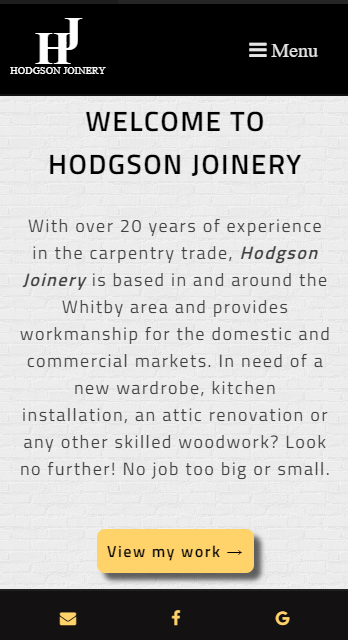 HJ
HODGSON JOINERY
Menu
WELCOME TO
HODGSON JOINERY
With over 20 years of experience
in the carpentry trade, Hodgson
Joinery is based in and around the
Whitby area and provides
workmanship for the domestic and
commercial markets. In need of a
new wardrobe, kitchen
installation, an attic renovation or
any other skilled woodwork? Look
no further! No job too big or small.
View my work →